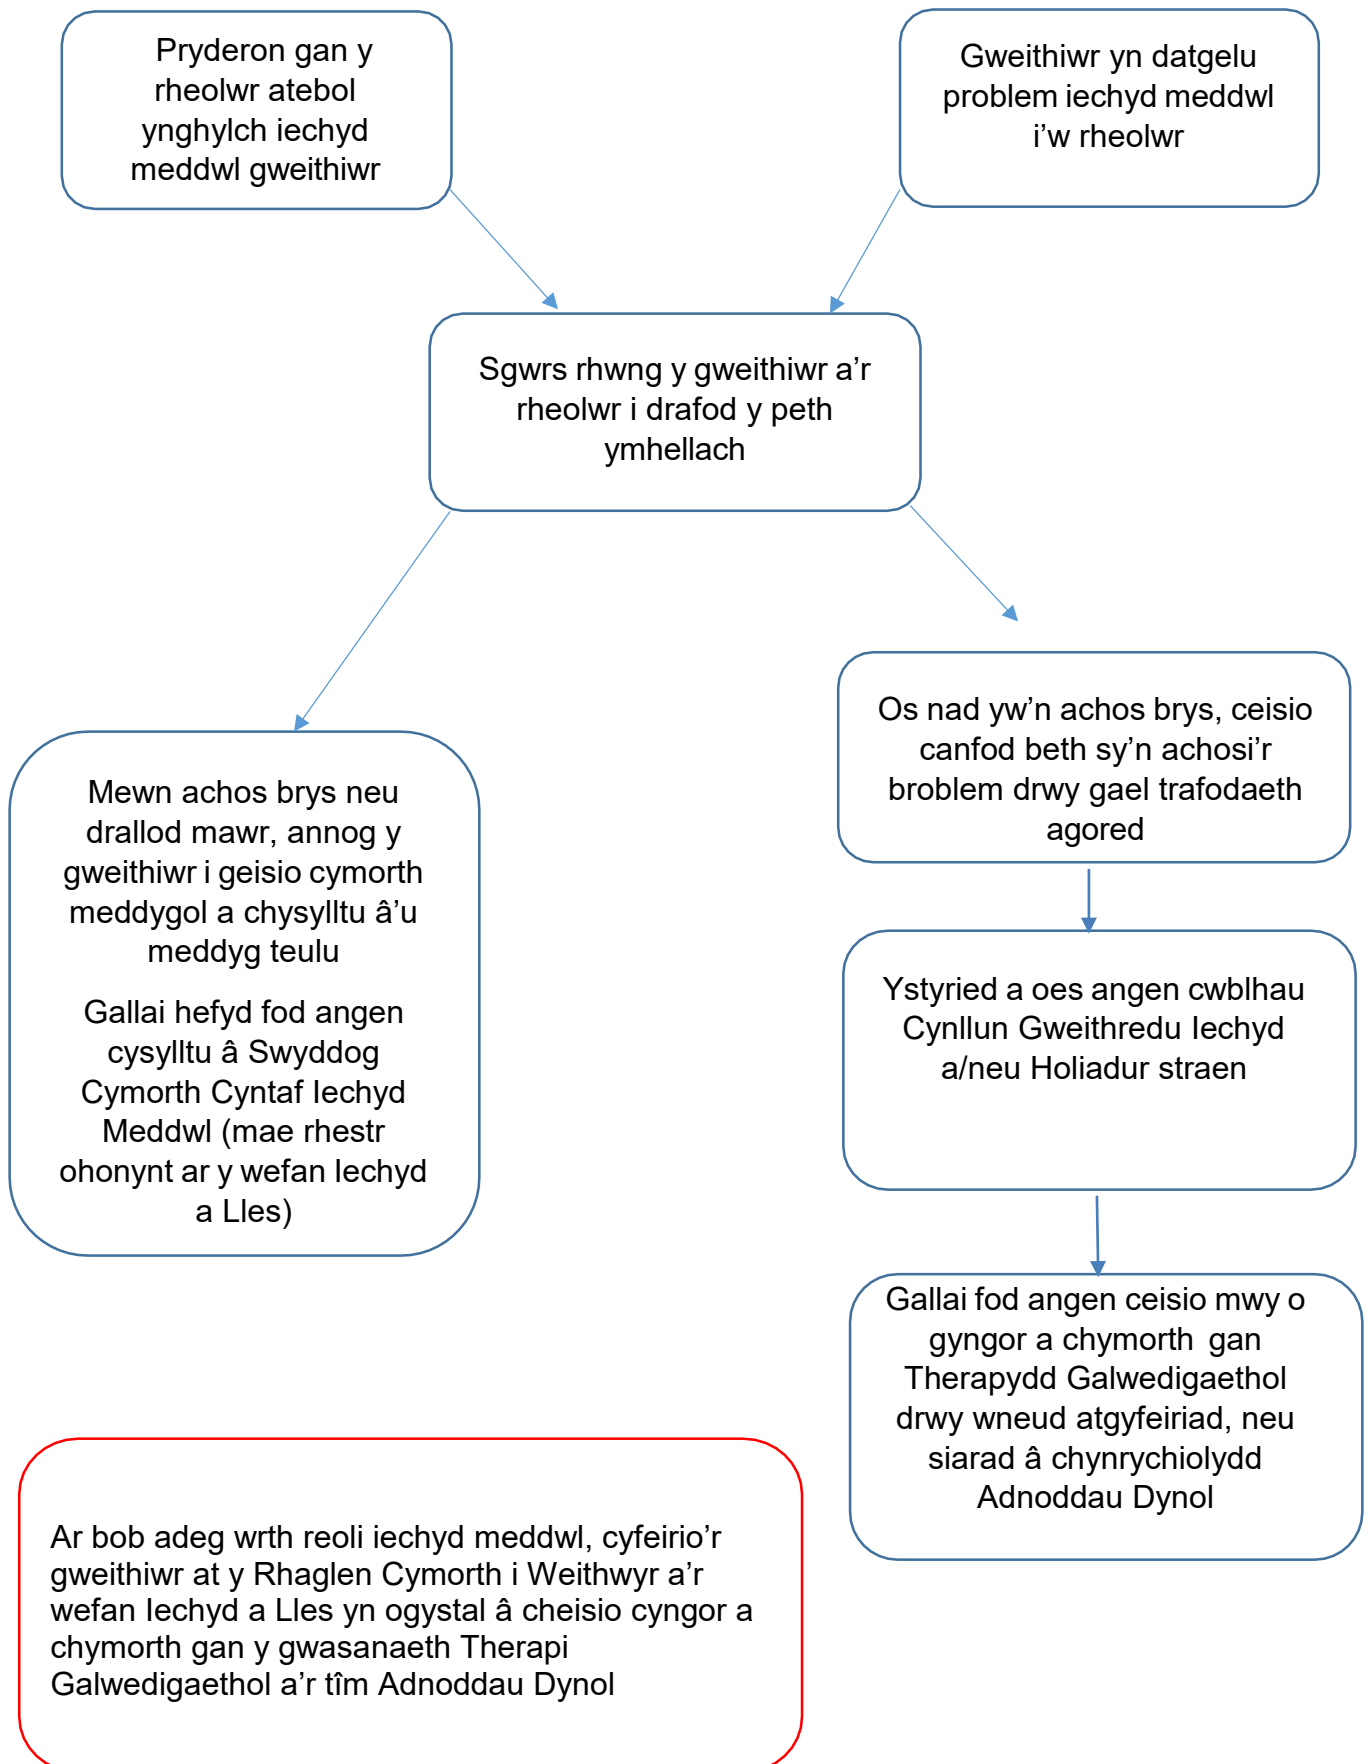 Pryderon gan y
rheolwr atebol
ynghylch iechyd
meddwl gweithiwr
Gweithiwr yn datgelu
problem iechyd meddwl
i’w rheolwr
Sgwrs rhwng y gweithiwr a’r
rheolwr i drafod y peth
ymhellach
Mewn achos brys neu
drallod mawr, annog y
gweithiwr i geisio cymorth
meddygol a chysylltu â’u
meddyg teulu
Gallai hefyd fod angen
cysylltu â Swyddog
Cymorth Cyntaf Iechyd
Meddwl (mae rhestr
ohonynt ar y wefan Iechyd
a Lles)
Os nad yw’n achos brys, ceisio
canfod beth sy’n achosi’r
broblem drwy gael trafodaeth
agored
Ystyried a oes angen cwblhau
Cynllun Gweithredu Iechyd
a/neu Holiadur straen
Gallai fod angen ceisio mwy o
gyngor a chymorth gan
Therapydd Galwedigaethol
drwy wneud atgyfeiriad, neu
siarad â chynrychiolydd
Adnoddau Dynol
Ar bob adeg wrth reoli iechyd meddwl, cyfeirio’r
gweithiwr at y Rhaglen Cymorth i Weithwyr a’r
wefan Iechyd a Lles yn ogystal â cheisio cyngor a
chymorth gan y gwasanaeth Therapi
Galwedigaethol a’r tîm Adnoddau Dynol